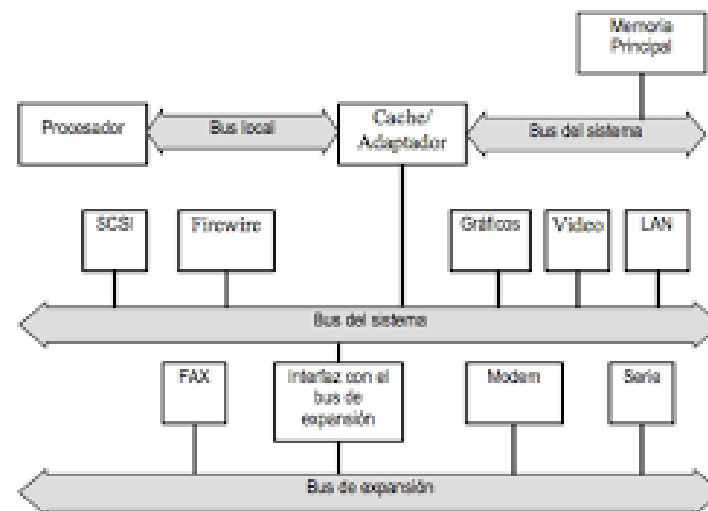 Memoria
Principal
Procesador
Bus local
Cache/
Adaptador
Bus del sistema
SCSI
Firewire
Gráficos
Video
LAN
Bus del sistema
FAX
Interfaz con el
bus de
expansión
Modem
Serie
Bus de expansión